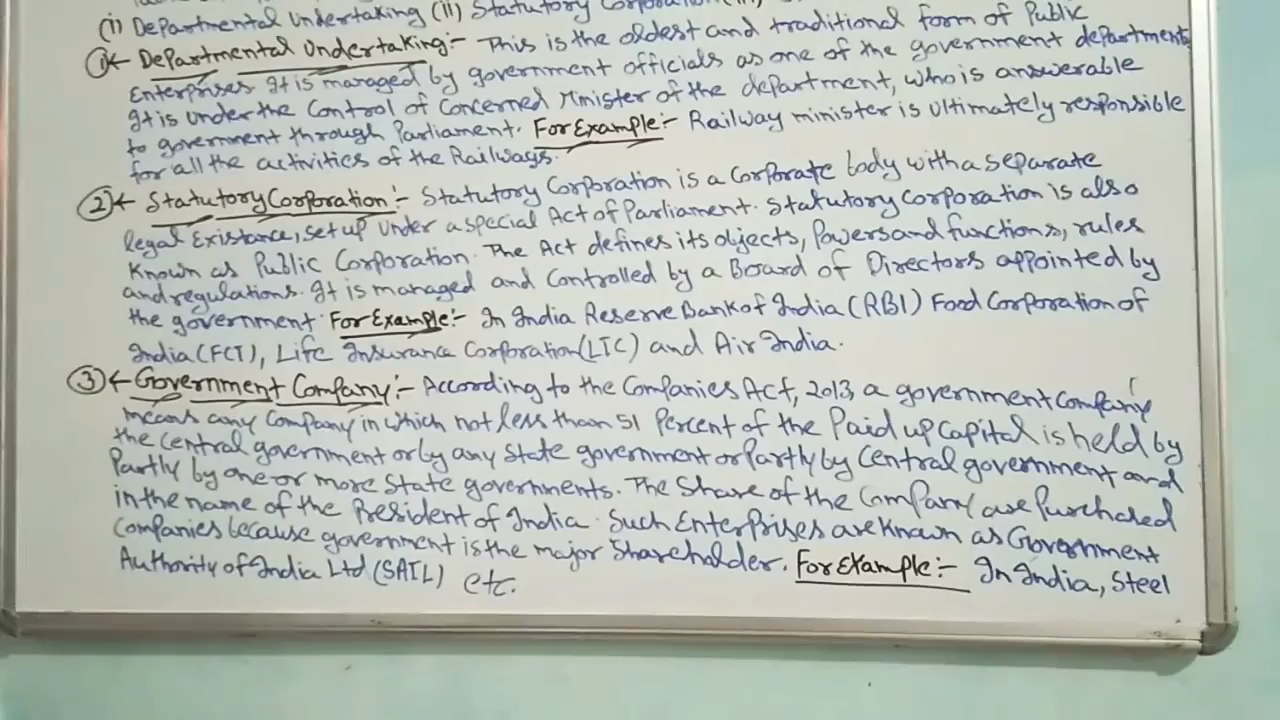 (i) Departmental Undertaking (ii) Statutory Corporation
① ← Departmental Undertaking:- This is the oldest and traditional form of Public
Enterprises It is managed by government officials as one of the government departments
It is under the Control of Concerned Minister of the department, who is answerable
to government through Parliament. For Example:- Railway minister is ultimately responsible
for all the activities of the Railways.
② ← Statutory Corporation:- Statutory Corporation is a Corporate body with a separate
legal Existance, set up under a special Act of Parliament. Statutory Corporation is also
Known as Public Corporation. The Act defines its objects, Powers and functions, rules
and regulations. It is managed and Controlled by a Board of Directors appointed by
the government. For Example:- In India Reserve Bank of India (RBI) Food Corporation of
India (FCI), Life Insurance Corporation (LIC) and Air India.
③ ← Government Company:- According to the Companies Act, 2013, a government Company
means any Company in which not less than 51 Percent of the Paid up Capital is held by
the Central government or by any State government or Partly by Central government and
Partly by one or more State governments. The Share of the Company are Purchased
in the name of the President of India. Such Enterprises are Known as Government
Companies because government is the major Shareholder. For Example:- In India, Steel
Authority of India Ltd (SAIL) etc.